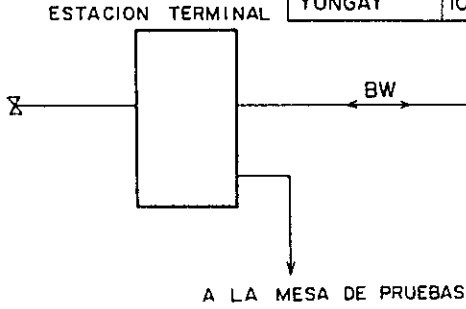 ESTACION TERMINAL
YUNGAY
BW
A LA MESA DE PRUEBAS